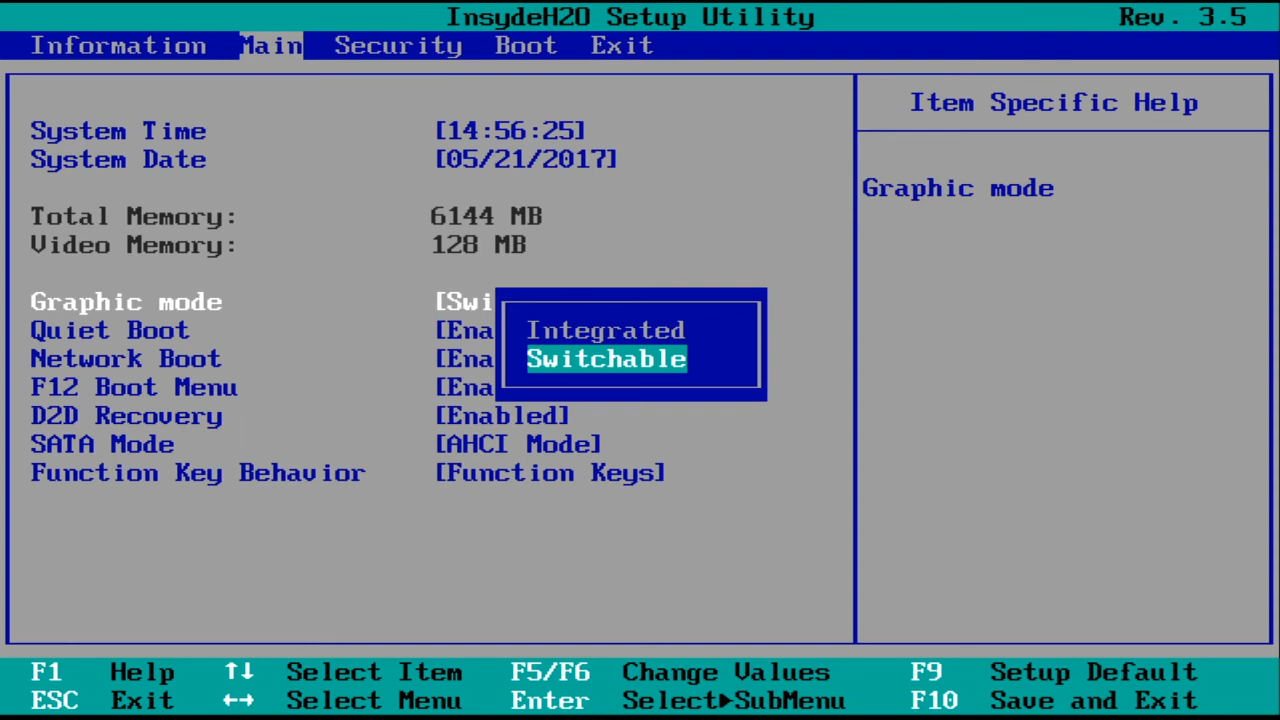 InsydeH2O Setup Utility Rev. 3.5
Information Main Security Boot Exit
Item Specific Help
System Time [14:56:25]
System Date [05/21/2017]
Graphic mode
Total Memory: 6144 MB
Video Memory: 128 MB
Graphic mode [Swi
Integrated
Quiet Boot [Ena
Switchable
Network Boot [Ena
F12 Boot Menu [Ena
D2D Recovery [Enabled]
SATA Mode [AHCI Mode]
Function Key Behavior [Function Keys]
F1 Help ↑↓ Select Item F5/F6 Change Values F9 Setup Default
ESC Exit ←→ Select Menu Enter Select▶SubMenu F10 Save and Exit